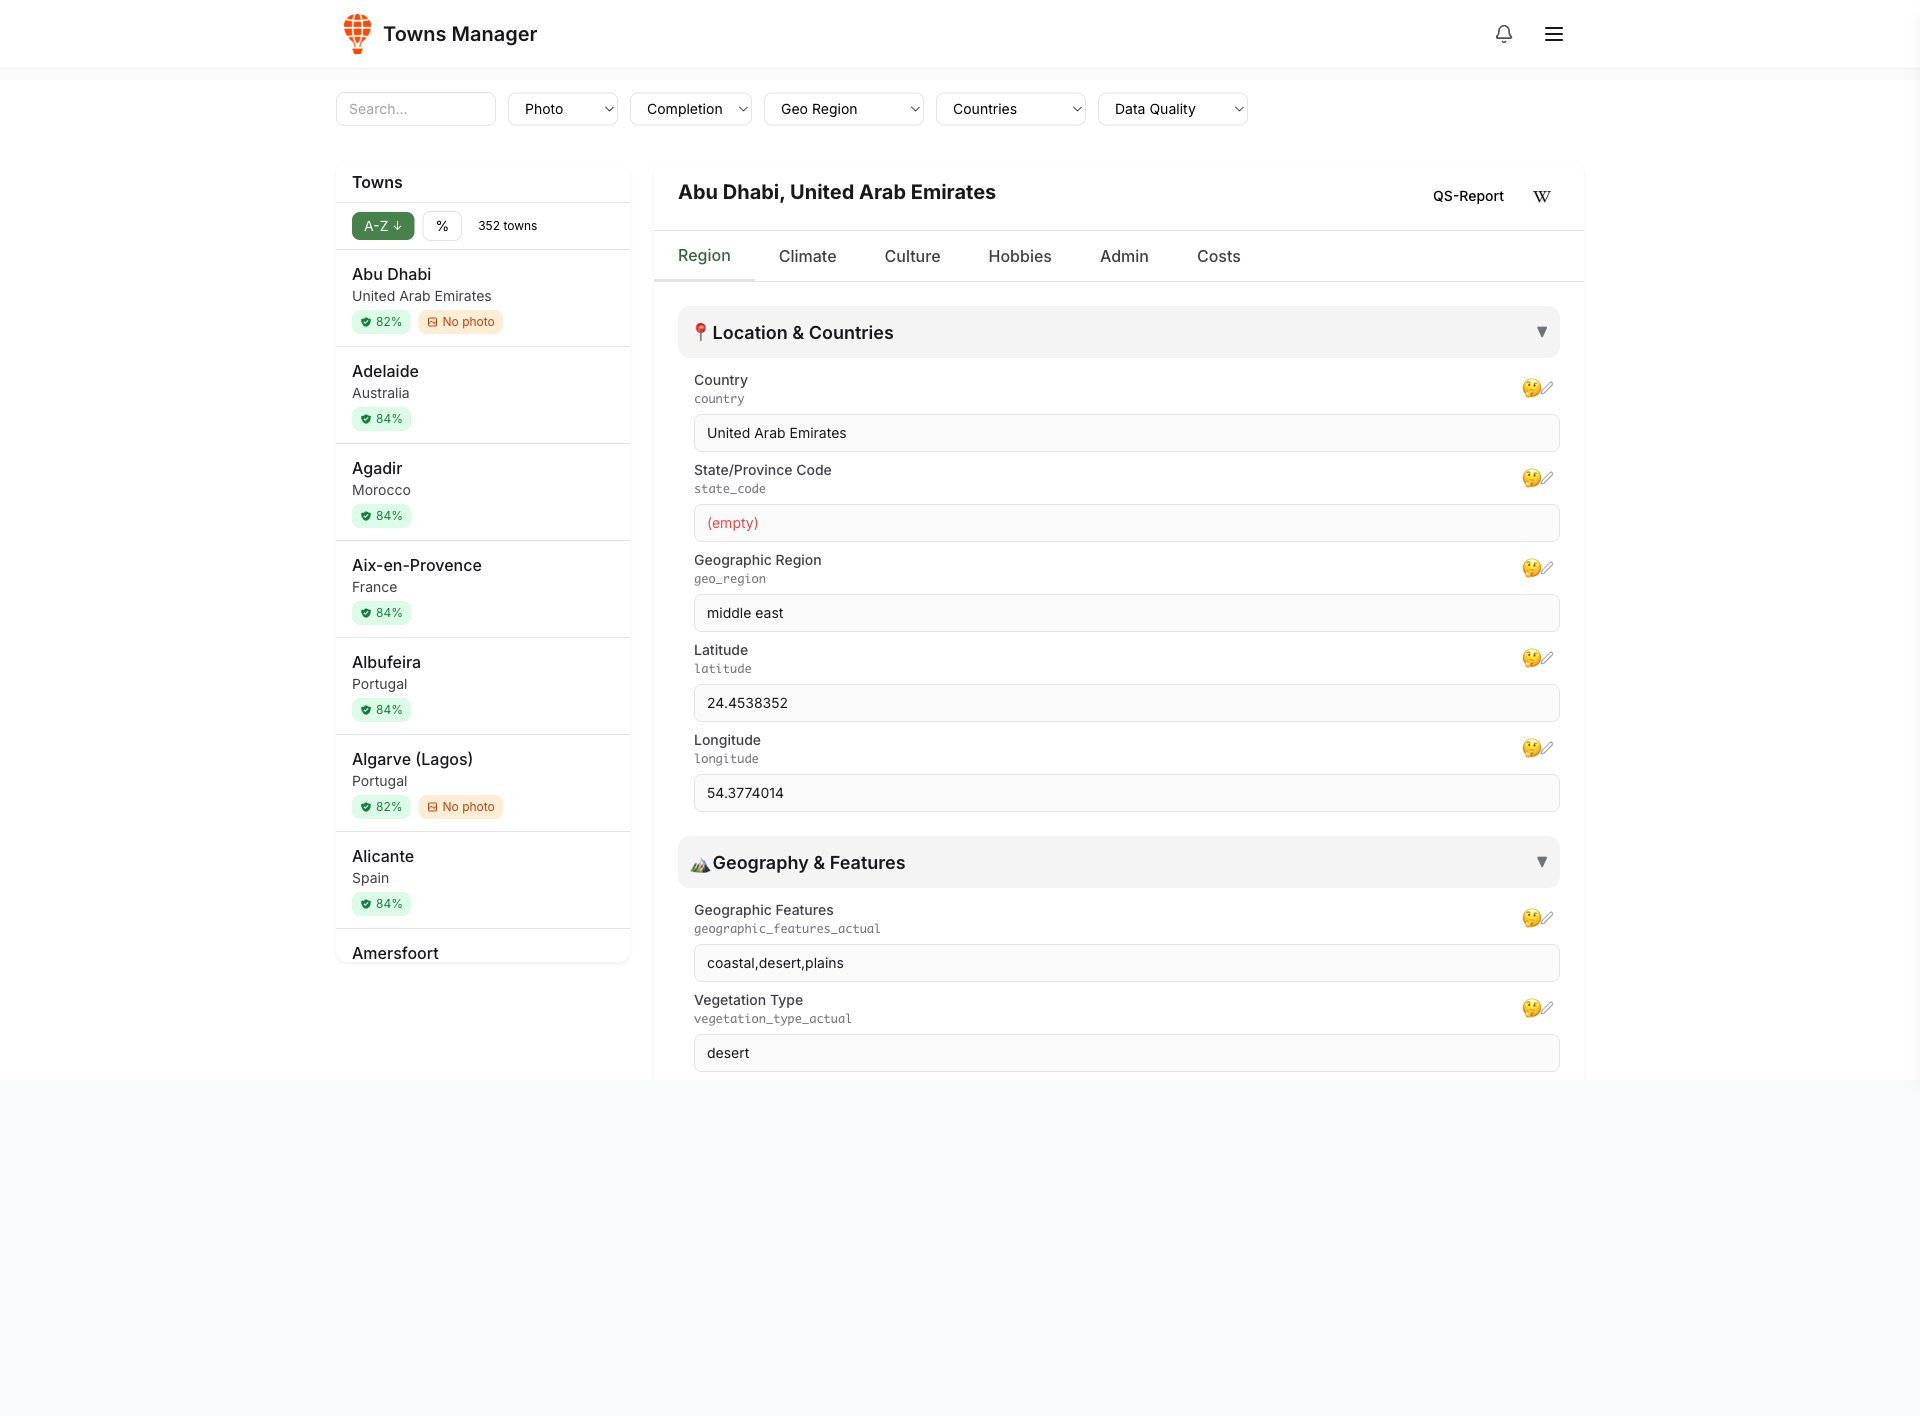 Towns Manager
Search...
Photo
Completion
Geo Region
Countries
Data Quality
Towns
A-Z ↓
%
352 towns
Abu Dhabi
United Arab Emirates
82%
No photo
Adelaide
Australia
84%
Agadir
Morocco
84%
Aix-en-Provence
France
84%
Albufeira
Portugal
84%
Algarve (Lagos)
Portugal
82%
No photo
Alicante
Spain
84%
Amersfoort
Abu Dhabi, United Arab Emirates
QS-Report
W
Region
Climate
Culture
Hobbies
Admin
Costs
📍Location & Countries
Country
country
United Arab Emirates
State/Province Code
state_code
(empty)
Geographic Region
geo_region
middle east
Latitude
latitude
24.4538352
Longitude
longitude
54.3774014
🏔️Geography & Features
Geographic Features
geographic_features_actual
coastal,desert,plains
Vegetation Type
vegetation_type_actual
desert